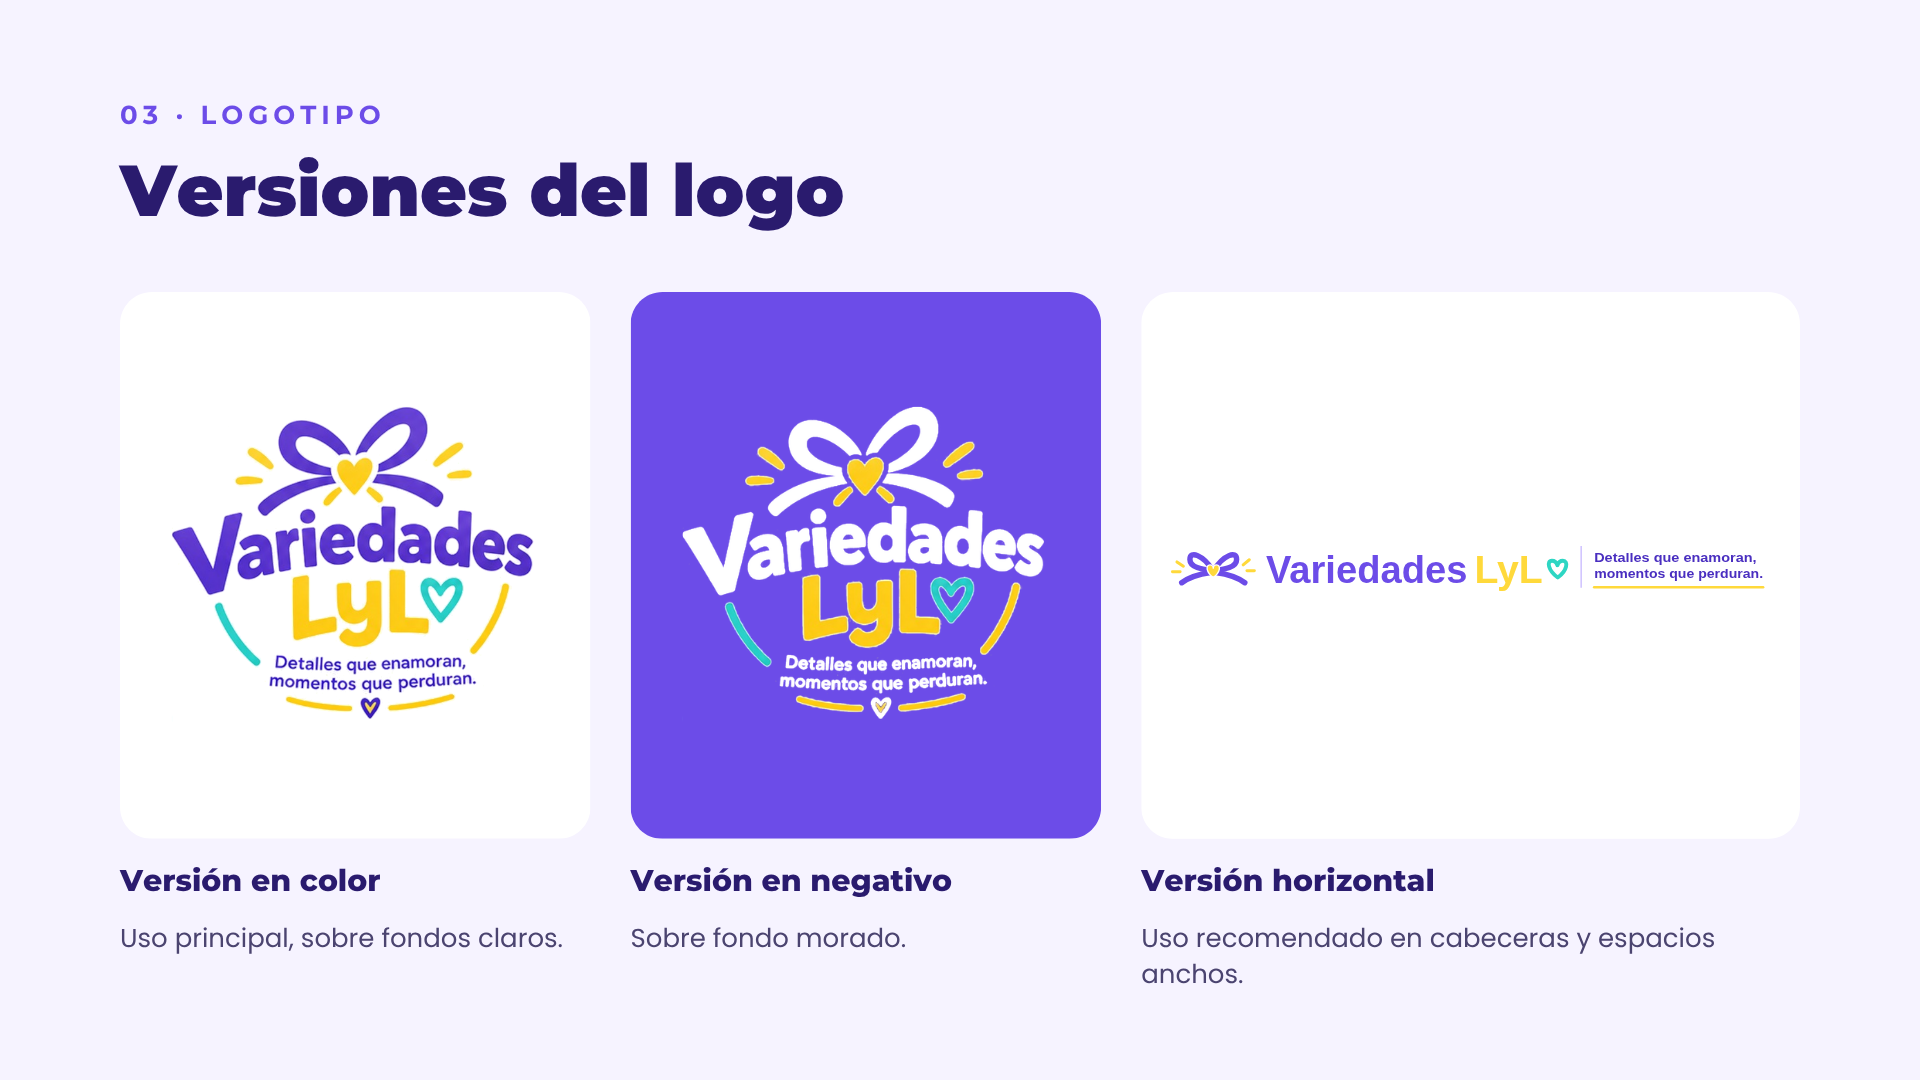 03 · LOGOTIPO
Versiones del logo
Variedades
LyL
Detalles que enamoran,
momentos que perduran.
Variedades
LyL
Detalles que enamoran,
momentos que perduran.
Variedades LyL
Detalles que enamoran,
momentos que perduran.
Versión en color
Uso principal, sobre fondos claros.
Versión en negativo
Sobre fondo morado.
Versión horizontal
Uso recomendado en cabeceras y espacios
anchos.